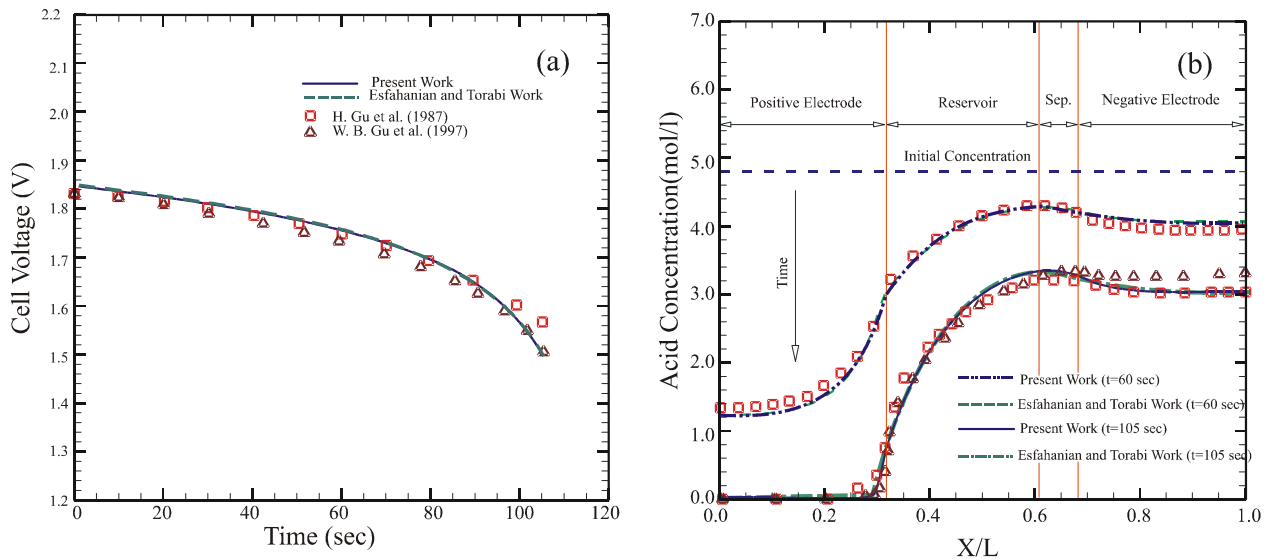 (a)
Present Work
Esfahanian and Torabi Work
H. Gu et al. (1987)
W. B. Gu et al. (1997)
Cell Voltage (V)
2.2
2.1
2.0
1.9
1.8
1.7
1.6
1.5
1.4
1.3
1.2
0
20
40
60
80
100
120
Time (sec)
(b)
Positive Electrode
Reservoir
Sep.
Negative Electrode
Initial Concentration
Time
Present Work (t=60 sec)
Esfahanian and Torabi Work (t=60 sec)
Present Work (t=105 sec)
Esfahanian and Torabi Work (t=105 sec)
Acid Concentration(mol/l)
7.0
6.0
5.0
4.0
3.0
2.0
1.0
0.0
0.0
0.2
0.4
0.6
0.8
1.0
X/L